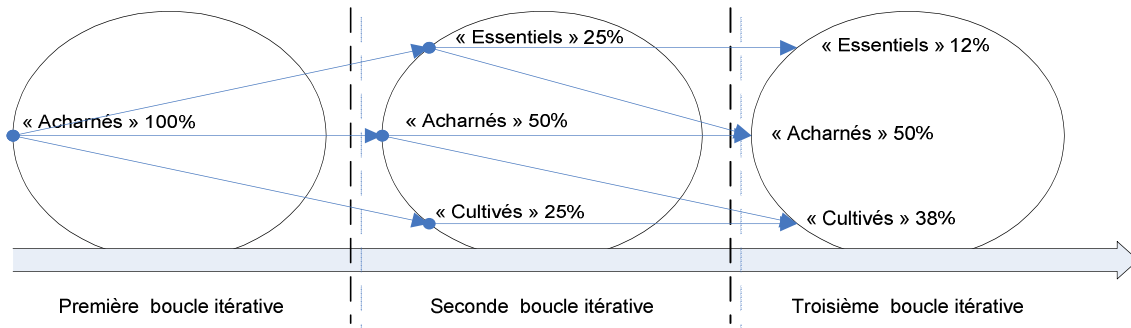 « Essentiels » 25%
« Essentiels » 12%
« Acharnés » 100%
« Acharnés » 50%
« Acharnés » 50%
« Cultivés » 25%
« Cultivés » 38%
Première boucle itérative
Seconde boucle itérative
Troisième boucle itérative